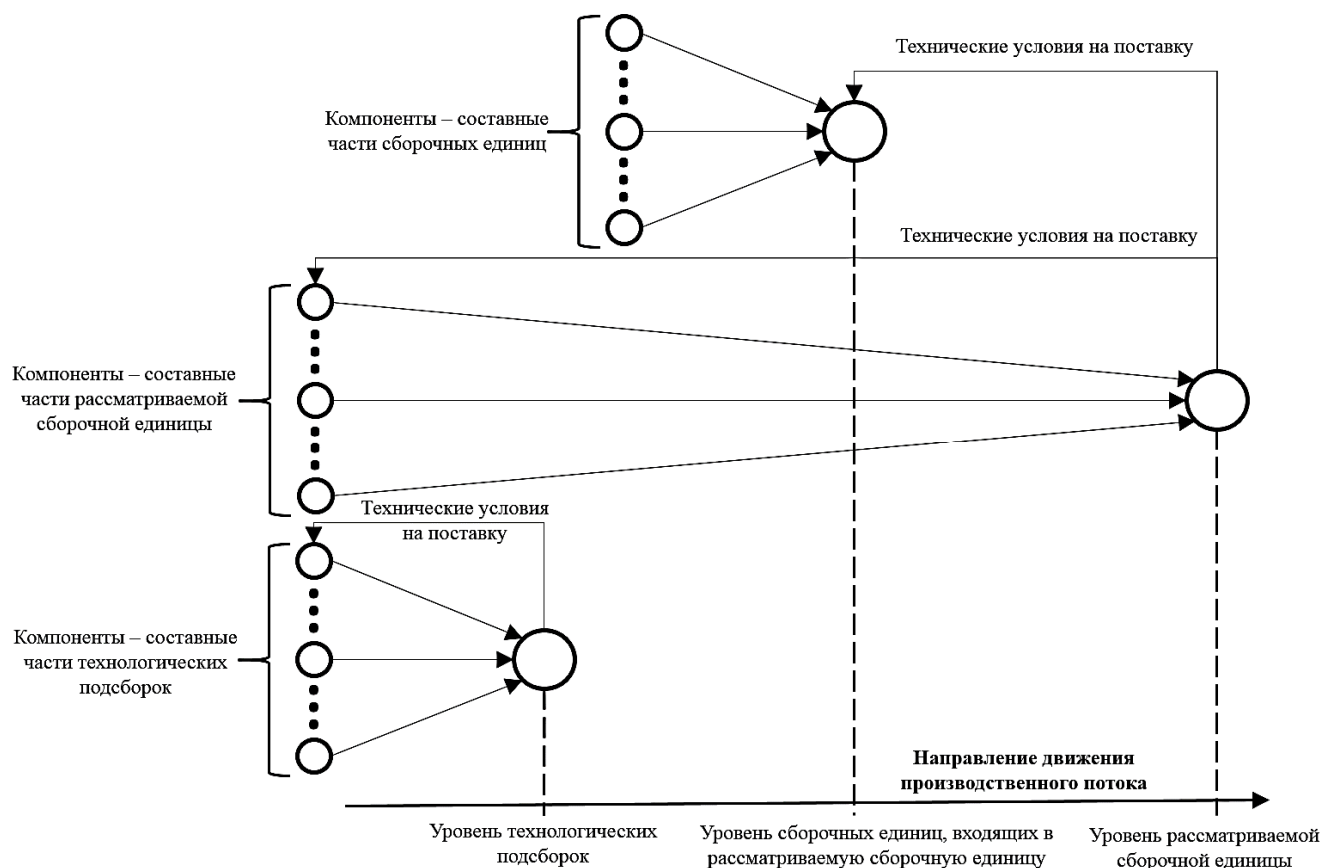 Технические условия на поставку
Компоненты – составные
части сборочных единиц
Технические условия на поставку
Компоненты – составные
части рассматриваемой
сборочной единицы
Технические условия
на поставку
Компоненты – составные
части технологических
подсборок
Направление движения
производственного потока
Уровень технологических
подсборок
Уровень сборочных единиц, входящих в
рассматриваемую сборочную единицу
Уровень рассматриваемой
сборочной единицы